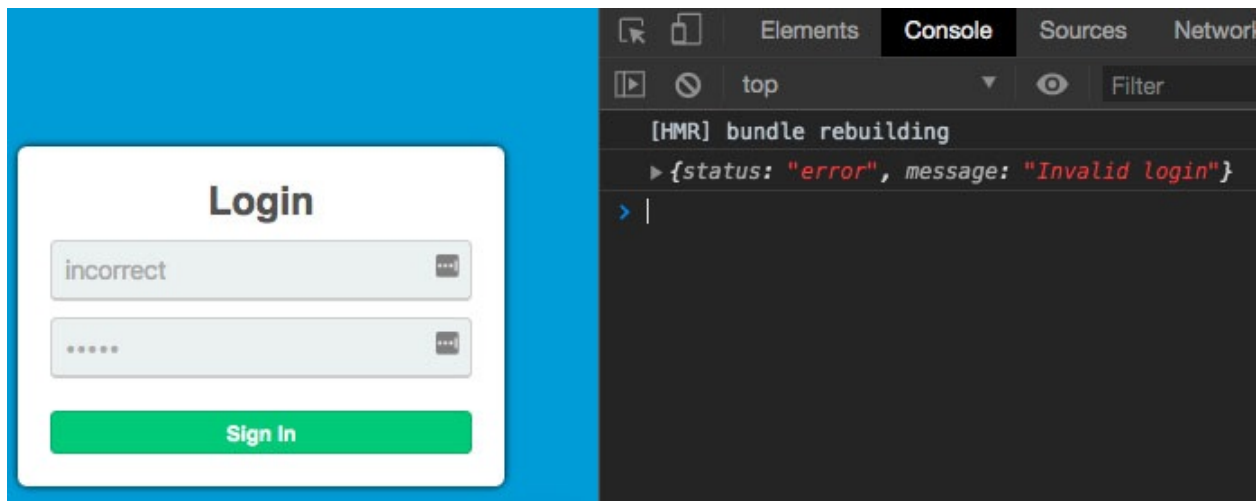 Login
incorrect
•••••
Sign In
Elements Console Sources Network
top Filter
[HMR] bundle rebuilding
{status: "error", message: "Invalid login"}
>